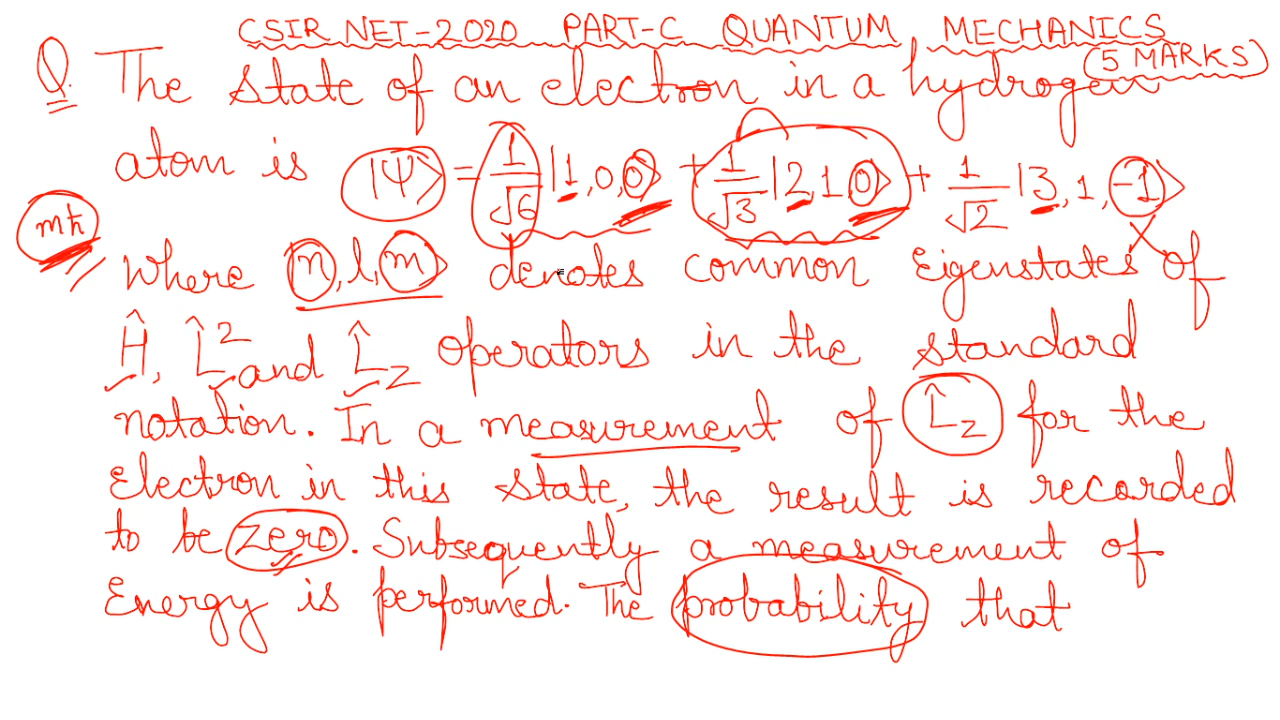 CSIR NET-2020 PART-C QUANTUM MECHANICS
(5 MARKS)
Q. The state of an electron in a hydrogen
atom is |Ψ> = 1/√6 |1,0,0> + 1/√3 |2,1,0> + 1/√2 |3,1,-1>
mħ
Where |n,l,m> denotes common Eigenstates of
Ĥ, L̂² and L̂z operators in the standard
notation. In a measurement of L̂z for the
Electron in this state, the result is recorded
to be zero. Subsequently a measurement of
Energy is performed. The probability that